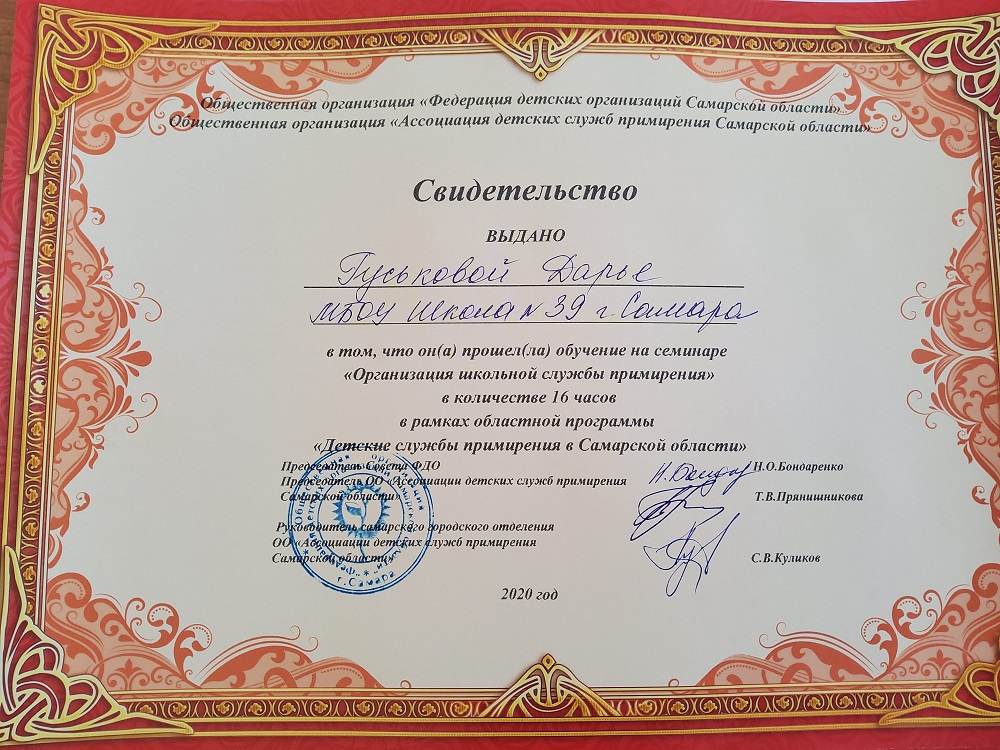 Общественная организация «Федерация детских организаций Самарской области»
Общественная организация «Ассоциация детских служб примирения Самарской области»
Свидетельство
ВЫДАНО
Гуськовой Дарье
МБОУ Школа № 39 г. Самара
в том, что он(а) прошел(ла) обучение на семинаре
«Организация школьной службы примирения»
в количестве 16 часов
в рамках областной программы
«Детские службы примирения в Самарской области»
Председатель Совета ФДО Н.О.Бондаренко
Председатель ОО «Ассоциации детских служб примирения
Самарской области» Т.В.Прянишникова
Руководитель самарского городского отделения
ОО «Ассоциации детских служб примирения
Самарской области» С.В.Куликов
г. Самара
2020 год